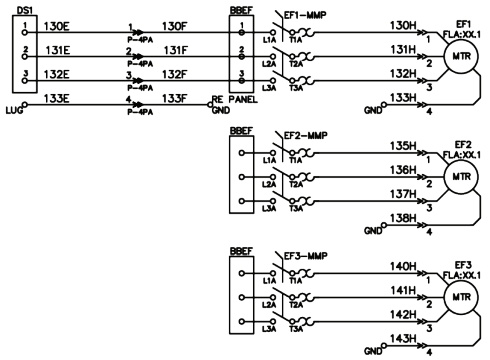 DS1 BBEF EF1-MMP EF1
FLA:XX.1
1 130E 1 130F 1 L1A T1A 130H 1
P-4PA
2 131E 2 131F 2 L2A T2A 131H 2 MTR
P-4PA
3 132E 3 132F 3 L3A T3A 132H 3
P-4PA
LUG 133E 4 133F RE PANEL GND 133H 4
P-4PA GND
BBEF EF2-MMP EF2
FLA:XX.1
L1A T1A 135H 1
L2A T2A 136H 2 MTR
L3A T3A 137H 3
GND 138H 4
BBEF EF3-MMP EF3
FLA:XX.1
L1A T1A 140H 1
L2A T2A 141H 2 MTR
L3A T3A 142H 3
GND 143H 4